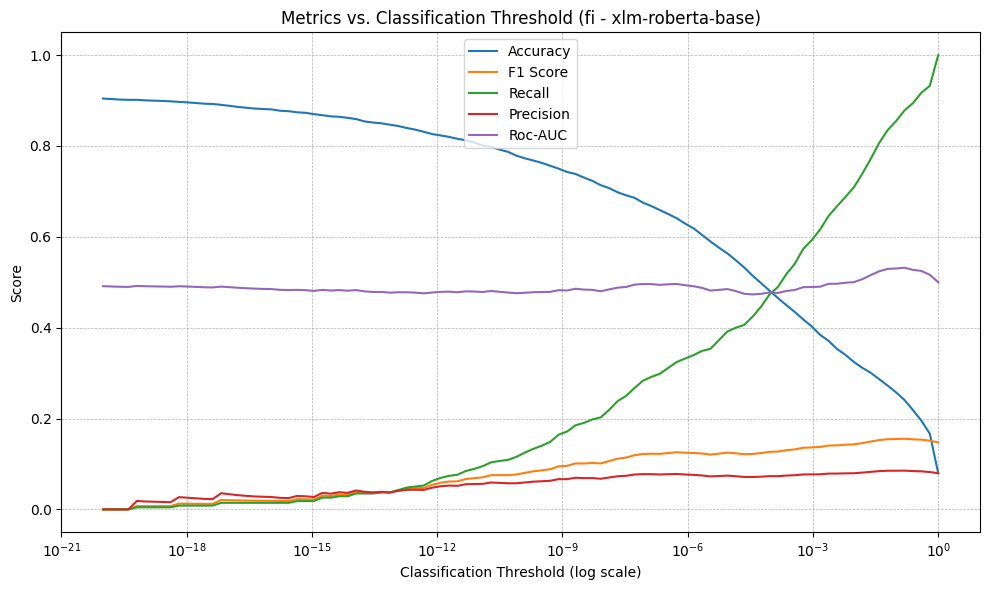 Metrics vs. Classification Threshold (fi - xlm-roberta-base)
Accuracy
F1 Score
Recall
Precision
Roc-AUC
Score
1.0
0.8
0.6
0.4
0.2
0.0
10⁻²¹ 10⁻¹⁸ 10⁻¹⁵ 10⁻¹² 10⁻⁹ 10⁻⁶ 10⁻³ 10⁰
Classification Threshold (log scale)